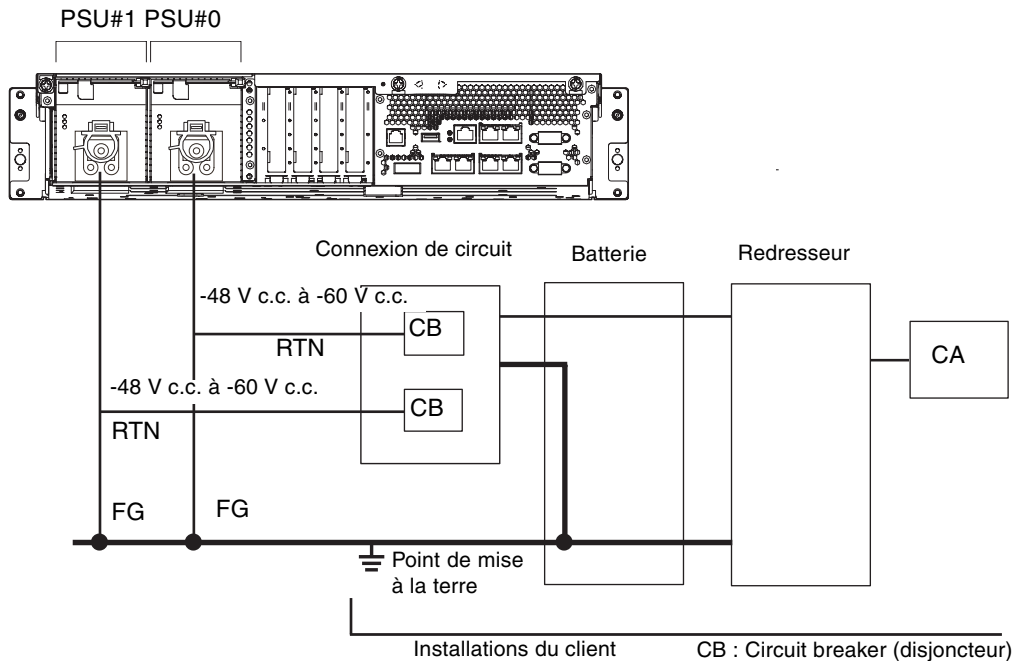 PSU#1 PSU#0
Connexion de circuit
Batterie
Redresseur
-48 V c.c. à -60 V c.c.
CB
RTN
CA
-48 V c.c. à -60 V c.c.
CB
RTN
FG
FG
Point de mise
à la terre
Installations du client
CB : Circuit breaker (disjoncteur)